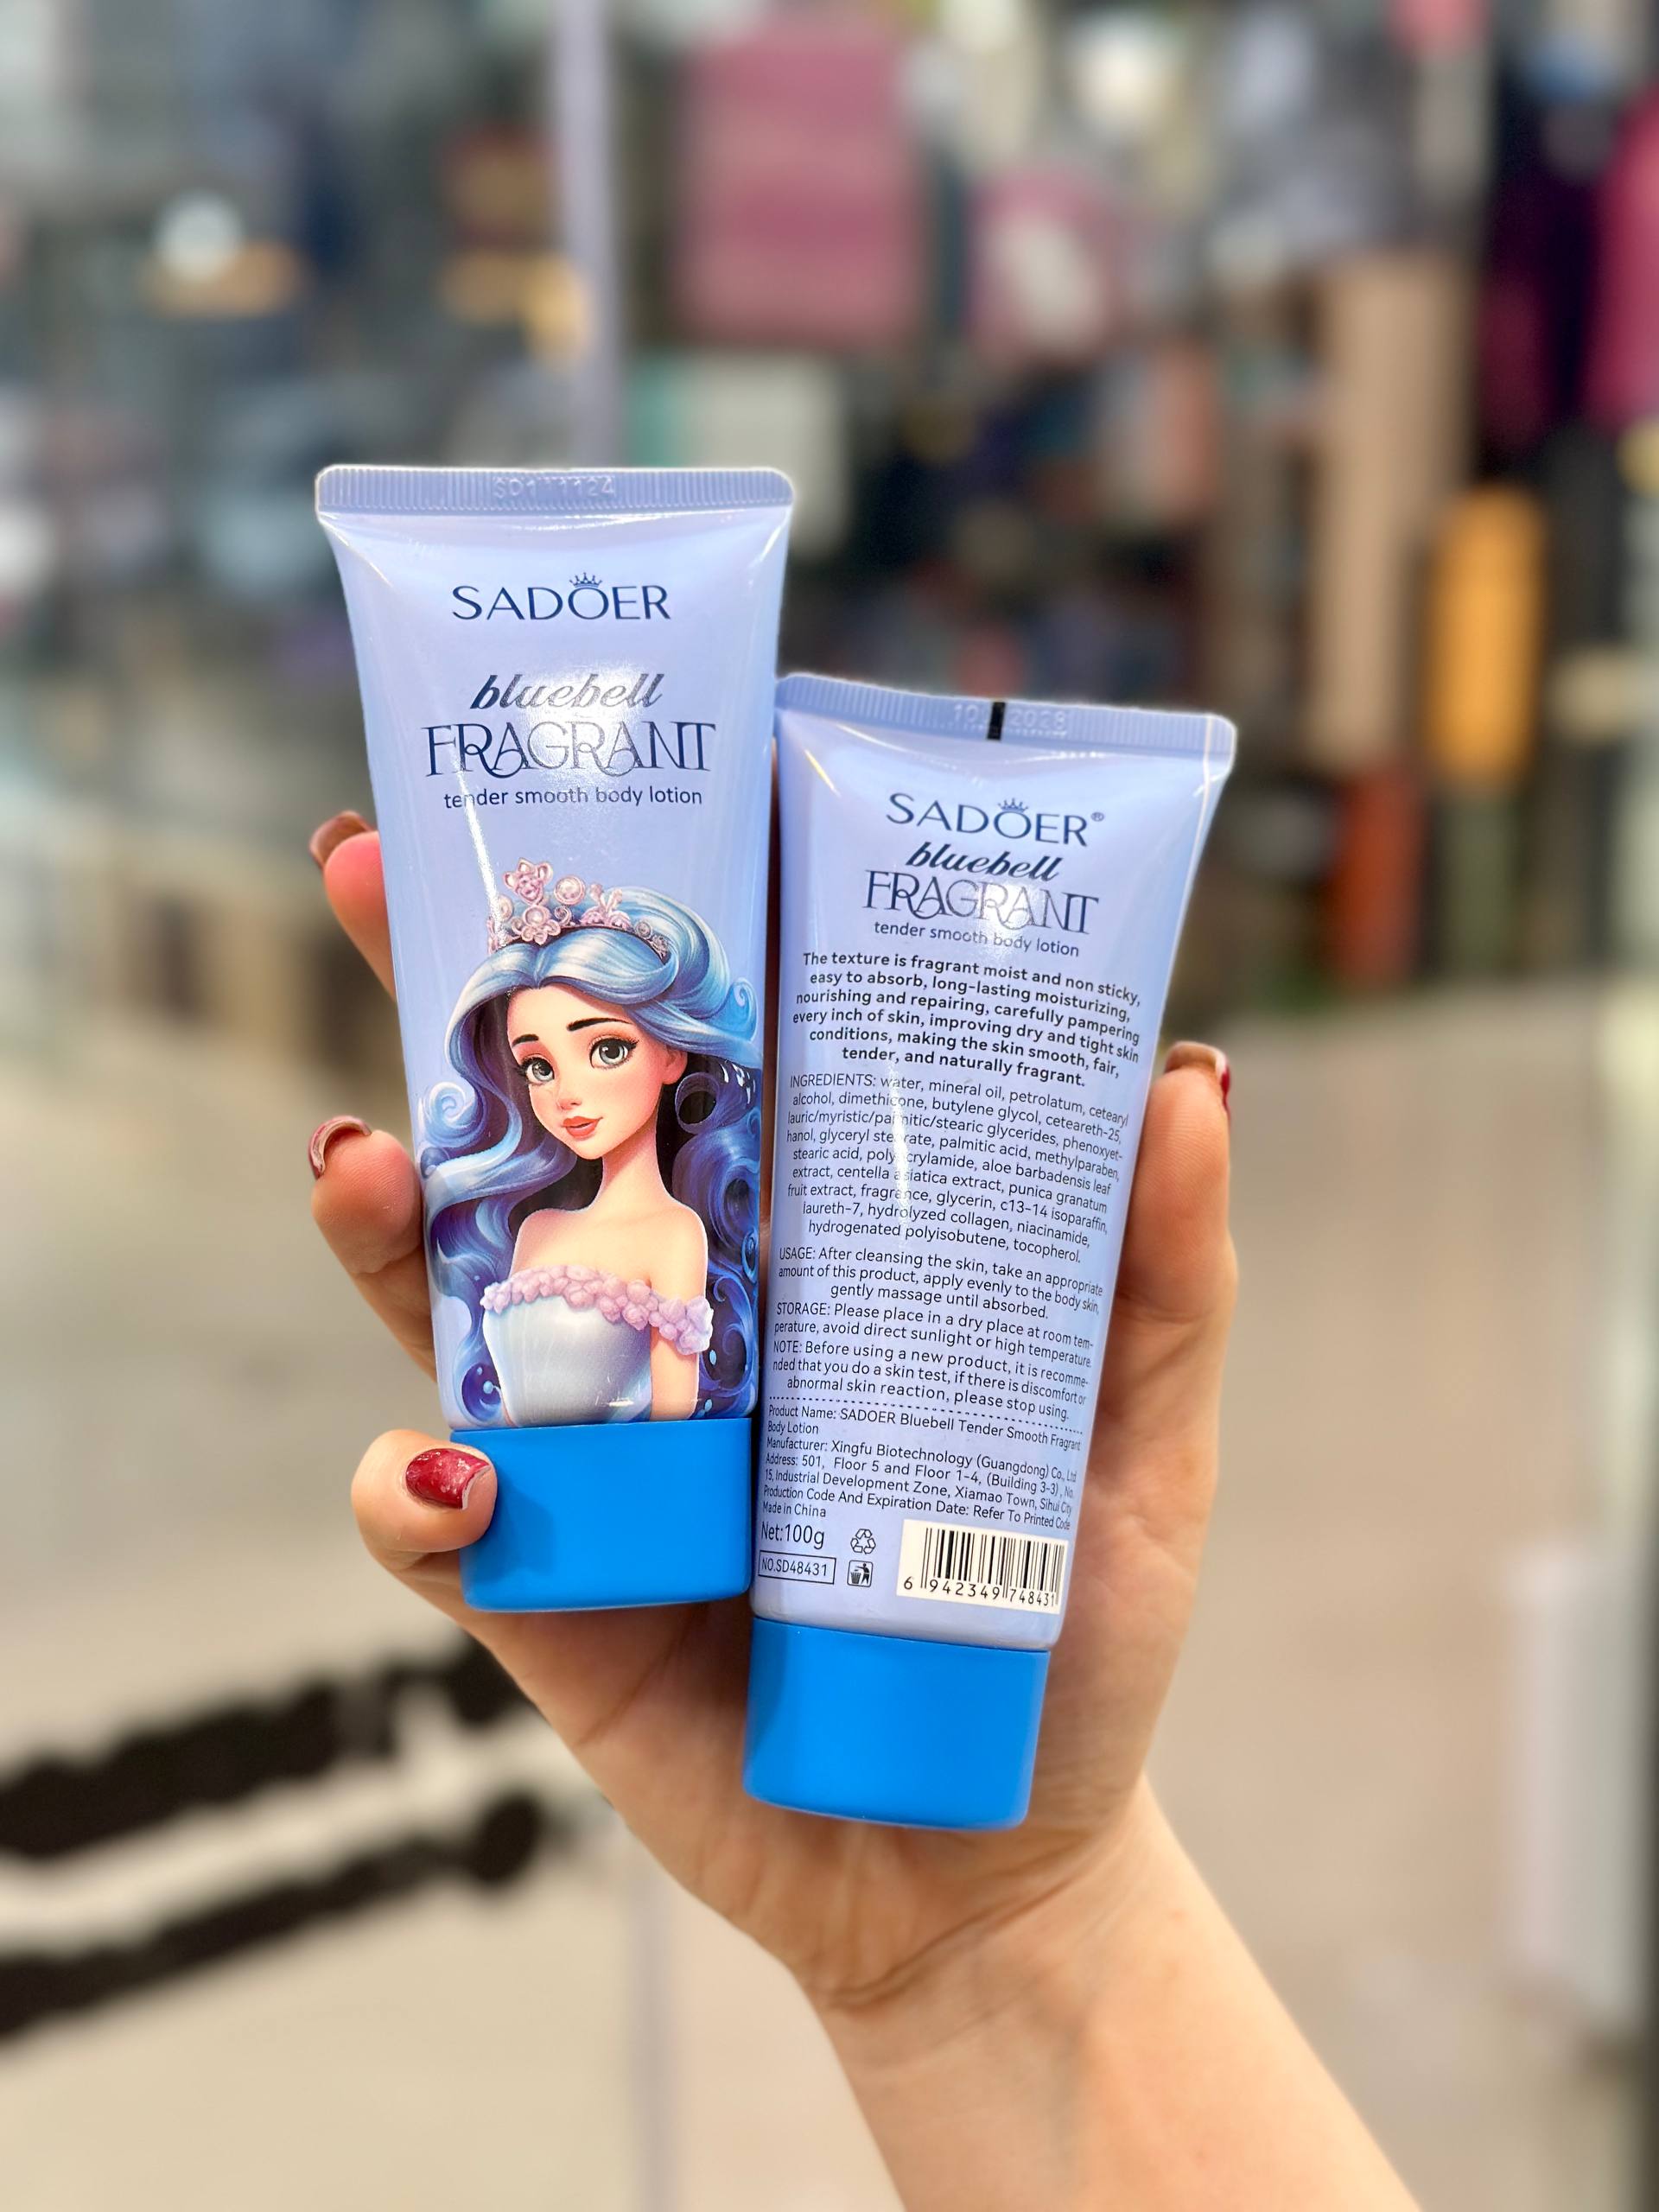 SADOER
bluebell
FRAGRANT
tender smooth body lotion
2028
SADOER®
bluebell
FRAGRANT
tender smooth body lotion
The texture is fragrant moist and non sticky,
easy to absorb, long-lasting moisturizing,
nourishing and repairing, carefully pampering
every inch of skin, improving dry and tight skin
conditions, making the skin smooth, fair,
tender, and naturally fragrant.
INGREDIENTS: water, mineral oil, petrolatum, cetearyl
alcohol, dimethicone, butylene glycol, ceteareth-25,
lauric/myristic/palmitic/stearic glycerides, phenoxyet-
hanol, glyceryl stearate, palmitic acid, methylparaben,
stearic acid, polyacrylamide, aloe barbadensis leaf
extract, centella asiatica extract, punica granatum
fruit extract, fragrance, glycerin, c13-14 isoparaffin,
laureth-7, hydrolyzed collagen, niacinamide,
hydrogenated polyisobutene, tocopherol.
USAGE: After cleansing the skin, take an appropriate
amount of this product, apply evenly to the body skin,
gently massage until absorbed.
STORAGE: Please place in a dry place at room tem-
perature, avoid direct sunlight or high temperature.
NOTE: Before using a new product, it is recomme-
nded that you do a skin test, if there is discomfort or
abnormal skin reaction, please stop using.
Product Name: SADOER Bluebell Tender Smooth Fragrant
Body Lotion
Manufacturer: Xingfu Biotechnology (Guangdong) Co., Ltd
Address: 501, Floor 5 and Floor 1-4, (Building 3-3), No.
15, Industrial Development Zone, Xiamao Town, Sihui City
Production Code And Expiration Date: Refer To Printed Code
Made in China
Net:100g
NO.SD48431
6 942349 748431